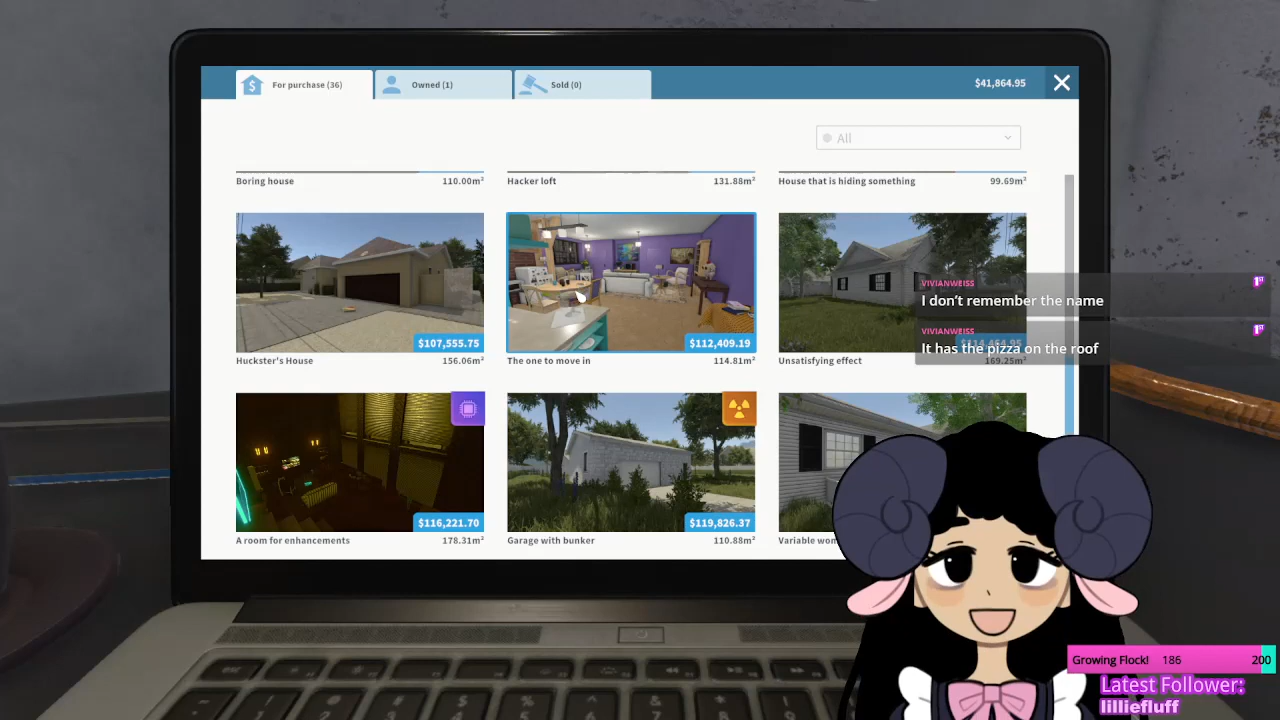 For purchase (36)
Owned (1)
Sold (0)
$41,864.95
All
Boring house
110.00m²
Hacker loft
131.88m²
House that is hiding something
99.69m²
$107,555.75
$112,409.19
VIVIANWEISS
I don't remember the name
VIVIANWEISS
It has the pizza on the roof
Huckster's House
156.06m²
The one to move in
114.81m²
Unsatisfying effect
169.25m²
$116,221.70
$119,826.37
A room for enhancements
178.31m²
Garage with bunker
110.88m²
Growing Flock! 186 200
Latest Follower:
lilliefluff